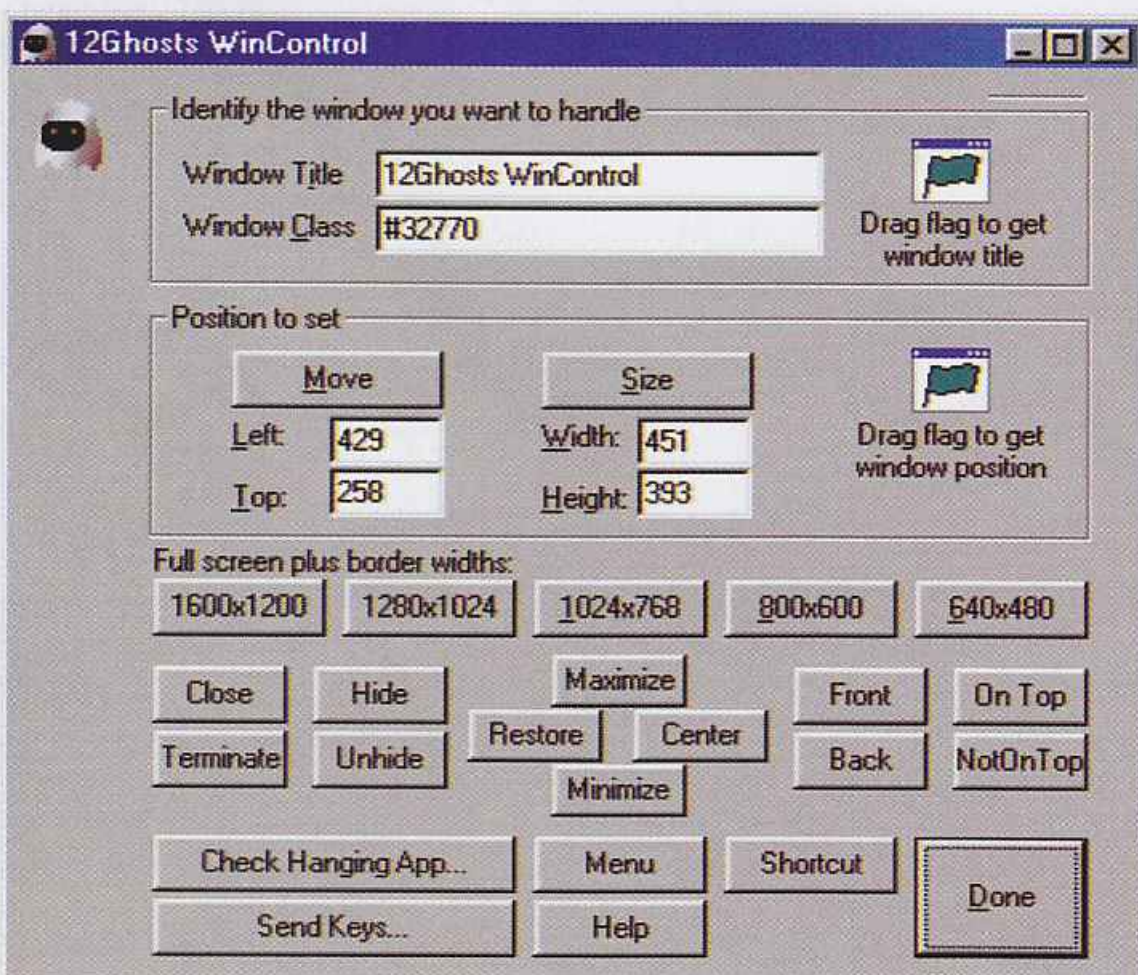 12Ghosts WinControl
Identify the window you want to handle
Window Title 12Ghosts WinControl
Window Class #32770
Drag flag to get
window title
Position to set
Move Size
Left: 429 Width: 451
Top: 258 Height: 393
Drag flag to get
window position
Full screen plus border widths:
1600x1200 1280x1024 1024x768 800x600 640x480
Close Hide Maximize Front On Top
Restore Center
Terminate Unhide Minimize Back NotOnTop
Check Hanging App... Menu Shortcut
Send Keys... Help Done